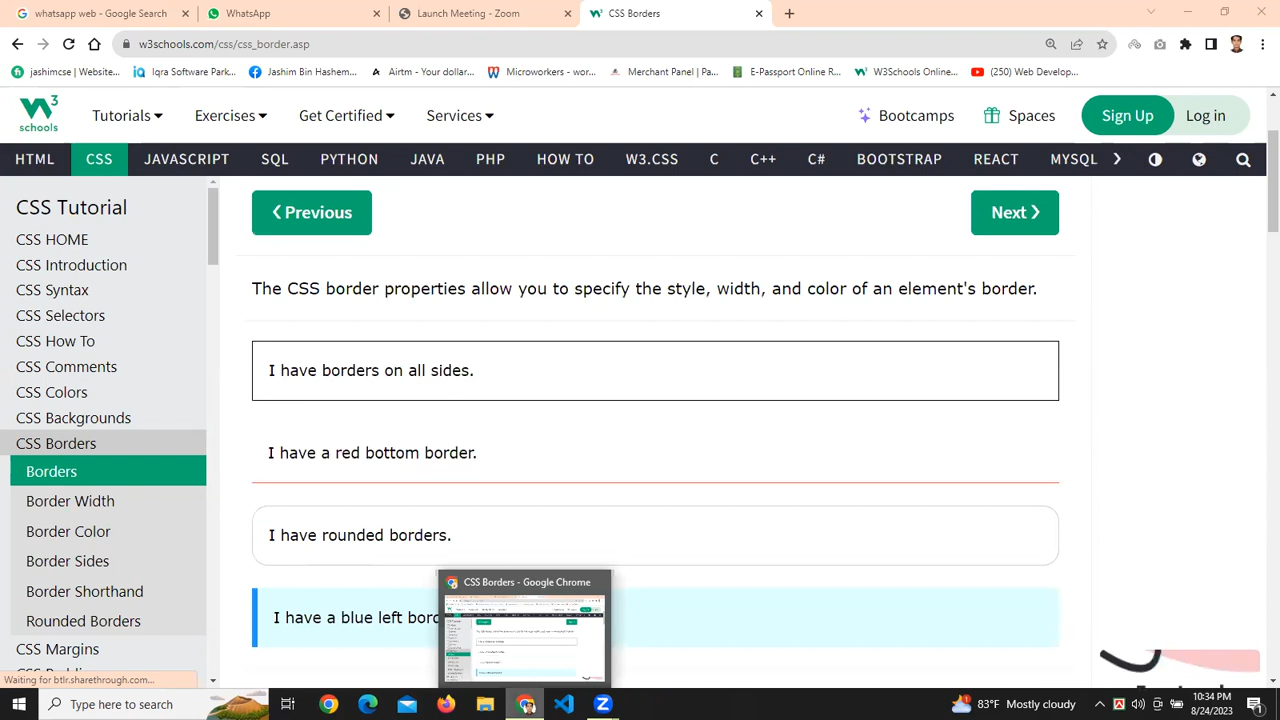 whatsapp web - Google Search
WhatsApp
Launch Meeting - Zoom
CSS Borders
w3schools.com/css/css_border.asp
jashimcse | Website...
Iqra Software Park...
Jashim Bin Hashem...
Airtm - Your dollar...
Microworkers - wor...
Merchant Panel | Pa...
E-Passport Online R...
W3Schools Online...
(250) Web Develop...
W3 schools
Tutorials
Exercises
Get Certified
Services
Bootcamps
Spaces
Sign Up
Log in
HTML
CSS
JAVASCRIPT
SQL
PYTHON
JAVA
PHP
HOW TO
W3.CSS
C
C++
C#
BOOTSTRAP
REACT
MYSQL
CSS Tutorial
CSS HOME
CSS Introduction
CSS Syntax
CSS Selectors
CSS How To
CSS Comments
CSS Colors
CSS Backgrounds
CSS Borders
Borders
Border Width
Border Color
Border Sides
Border Shorthand
Rounded Borders
CSS Margins
❮ Previous
Next ❯
The CSS border properties allow you to specify the style, width, and color of an element's border.
I have borders on all sides.
I have a red bottom border.
I have rounded borders.
I have a blue left bord
CSS Borders - Google Chrome
Waiting for sb.sharethrough.com...
Type here to search
83°F Mostly cloudy
10:34 PM
8/24/2023